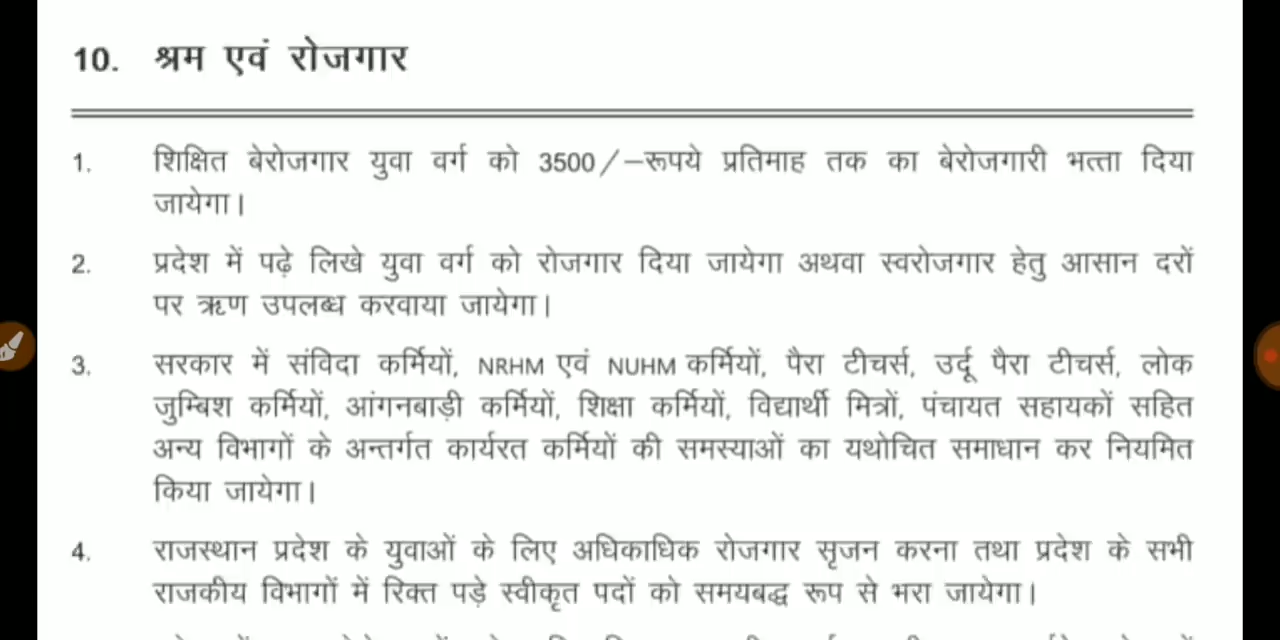 10. श्रम एवं रोजगार
1. शिक्षित बेरोजगार युवा वर्ग को 3500/–रूपये प्रतिमाह तक का बेरोजगारी भत्ता दिया
जायेगा।
2. प्रदेश में पढ़े लिखे युवा वर्ग को रोजगार दिया जायेगा अथवा स्वरोजगार हेतु आसान दरों
पर ऋण उपलब्ध करवाया जायेगा।
3. सरकार में संविदा कर्मियों, NRHM एवं NUHM कर्मियों, पैरा टीचर्स, उर्दू पैरा टीचर्स, लोक
जुम्बिश कर्मियों, आंगनबाड़ी कर्मियों, शिक्षा कर्मियों, विद्यार्थी मित्रों, पंचायत सहायकों सहित
अन्य विभागों के अन्तर्गत कार्यरत कर्मियों की समस्याओं का यथोचित समाधान कर नियमित
किया जायेगा।
4. राजस्थान प्रदेश के युवाओं के लिए अधिकाधिक रोजगार सृजन करना तथा प्रदेश के सभी
राजकीय विभागों में रिक्त पड़े स्वीकृत पदों को समयबद्ध रूप से भरा जायेगा।